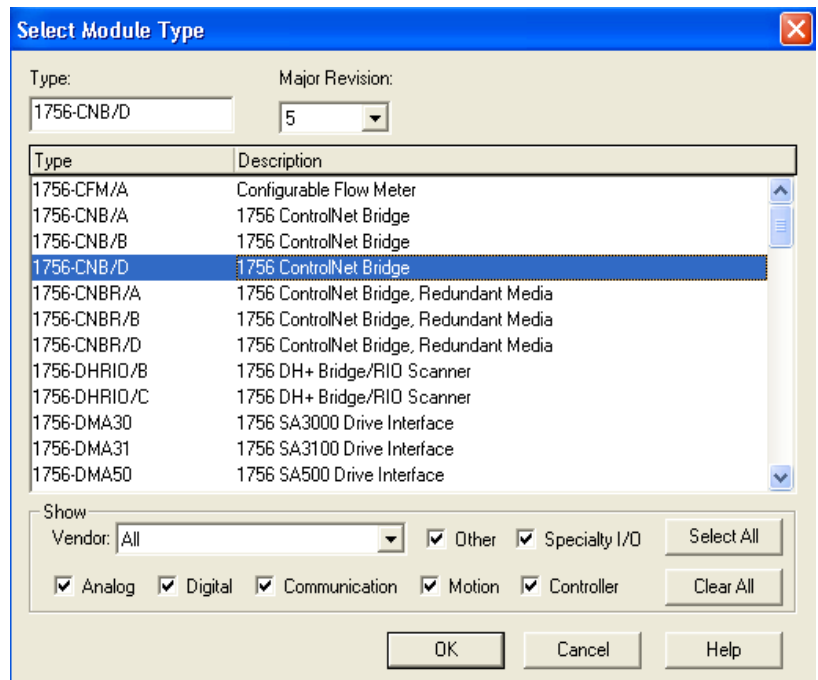 Select Module Type
Type: Major Revision:
1756-CNB/D 5
Type Description
1756-CFM/A Configurable Flow Meter
1756-CNB/A 1756 ControlNet Bridge
1756-CNB/B 1756 ControlNet Bridge
1756-CNB/D 1756 ControlNet Bridge
1756-CNBR/A 1756 ControlNet Bridge, Redundant Media
1756-CNBR/B 1756 ControlNet Bridge, Redundant Media
1756-CNBR/D 1756 ControlNet Bridge, Redundant Media
1756-DHRIO/B 1756 DH+ Bridge/RIO Scanner
1756-DHRIO/C 1756 DH+ Bridge/RIO Scanner
1756-DMA30 1756 SA3000 Drive Interface
1756-DMA31 1756 SA3100 Drive Interface
1756-DMA50 1756 SA500 Drive Interface
Show
Vendor: All Other Specialty I/O Select All
Analog Digital Communication Motion Controller Clear All
OK Cancel Help